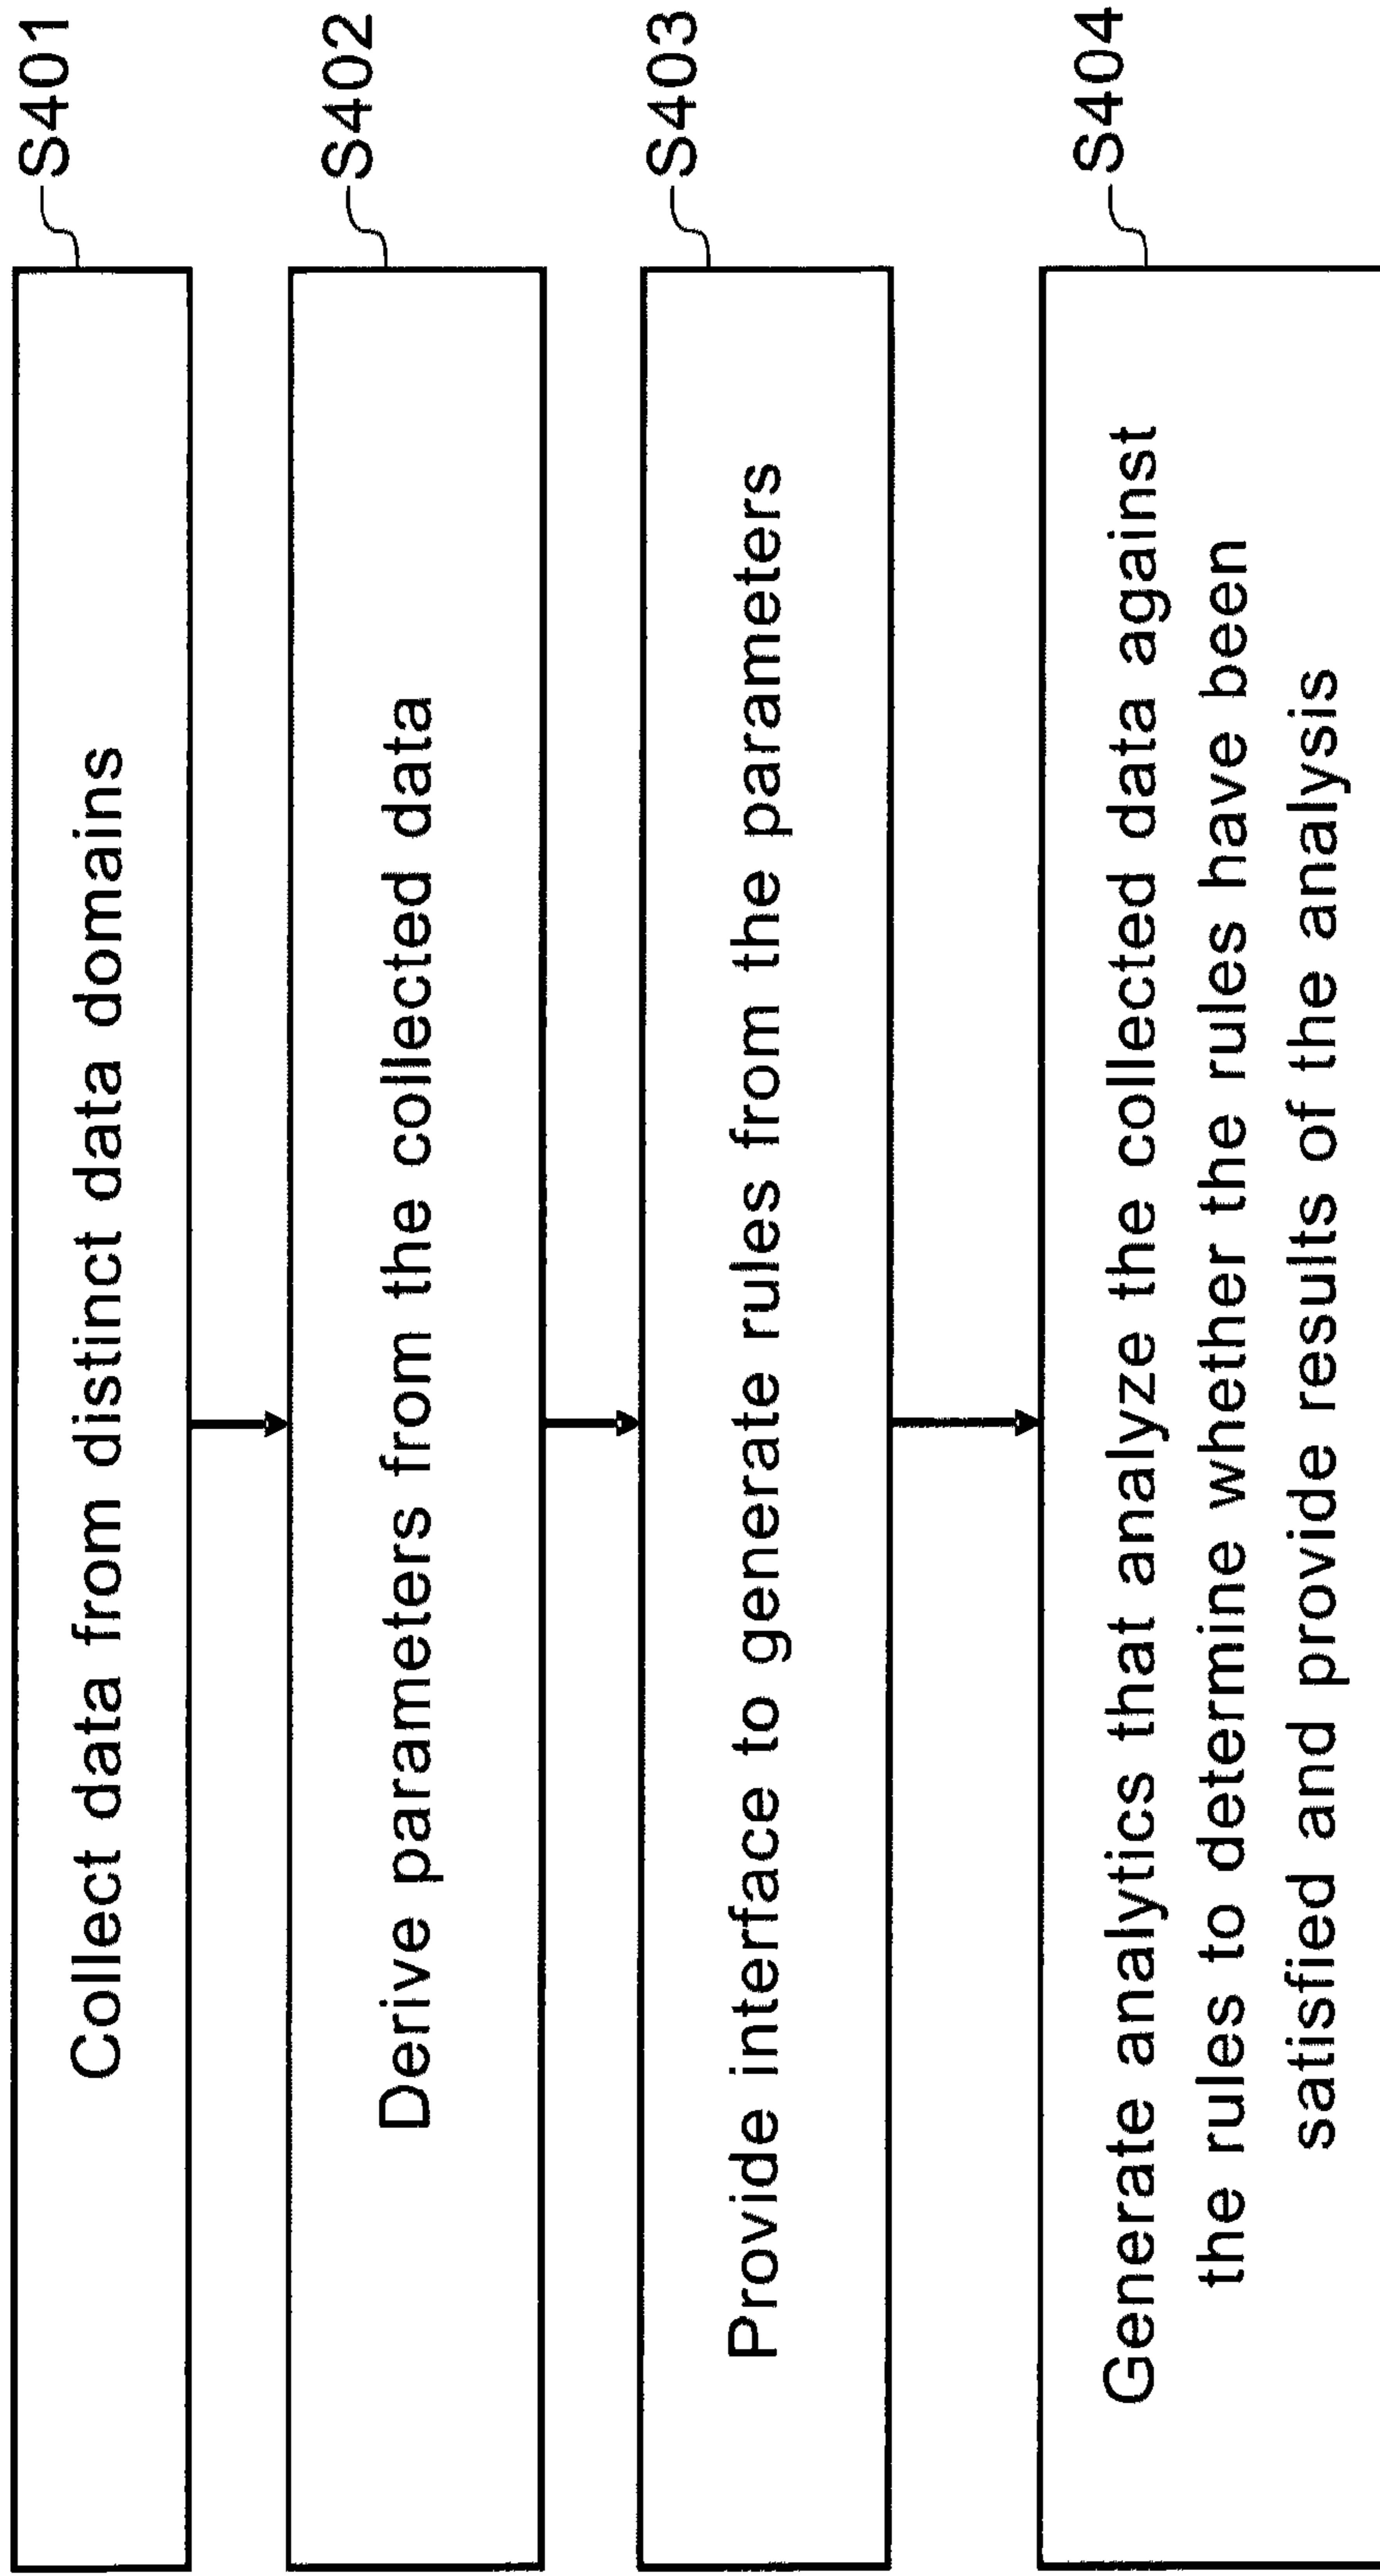 Collect data from distinct data domains
S401
Derive parameters from the collected data
S402
Provide interface to generate rules from the parameters
S403
Generate analytics that analyze the collected data against
the rules to determine whether the rules have been
satisfied and provide results of the analysis
S404